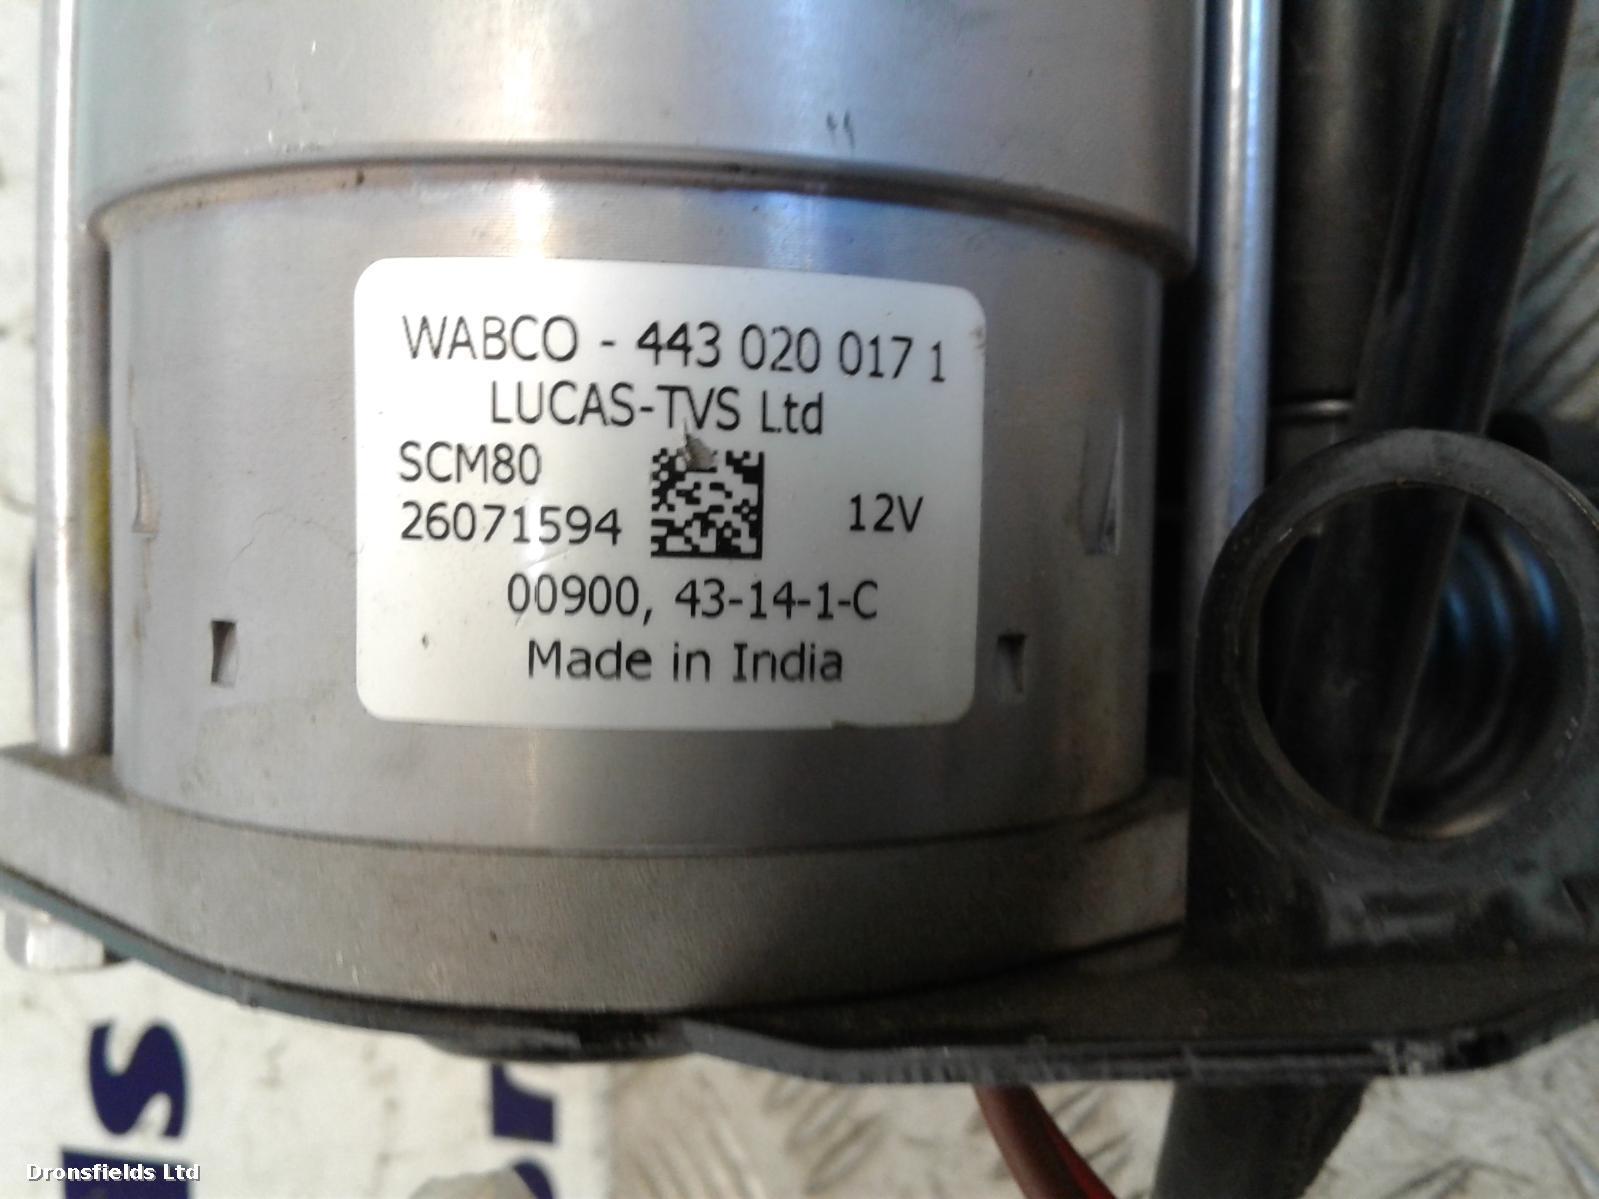 WABCO - 443 020 017 1
LUCAS-TVS Ltd
SCM80
26071594
12V
00900, 43-14-1-C
Made in India
Dronsfields Ltd